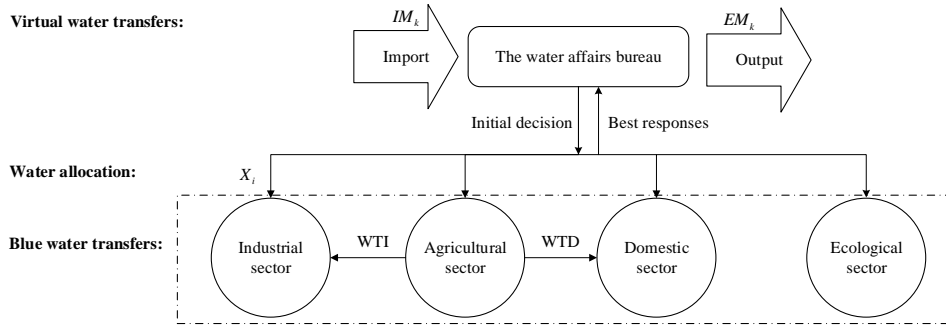 Virtual water transfers:
IM_k
EM_k
Import
The water affairs bureau
Output
Initial decision
Best responses
Water allocation:
X_i
Blue water transfers:
Industrial
sector
WTI
Agricultural
sector
WTD
Domestic
sector
Ecological
sector